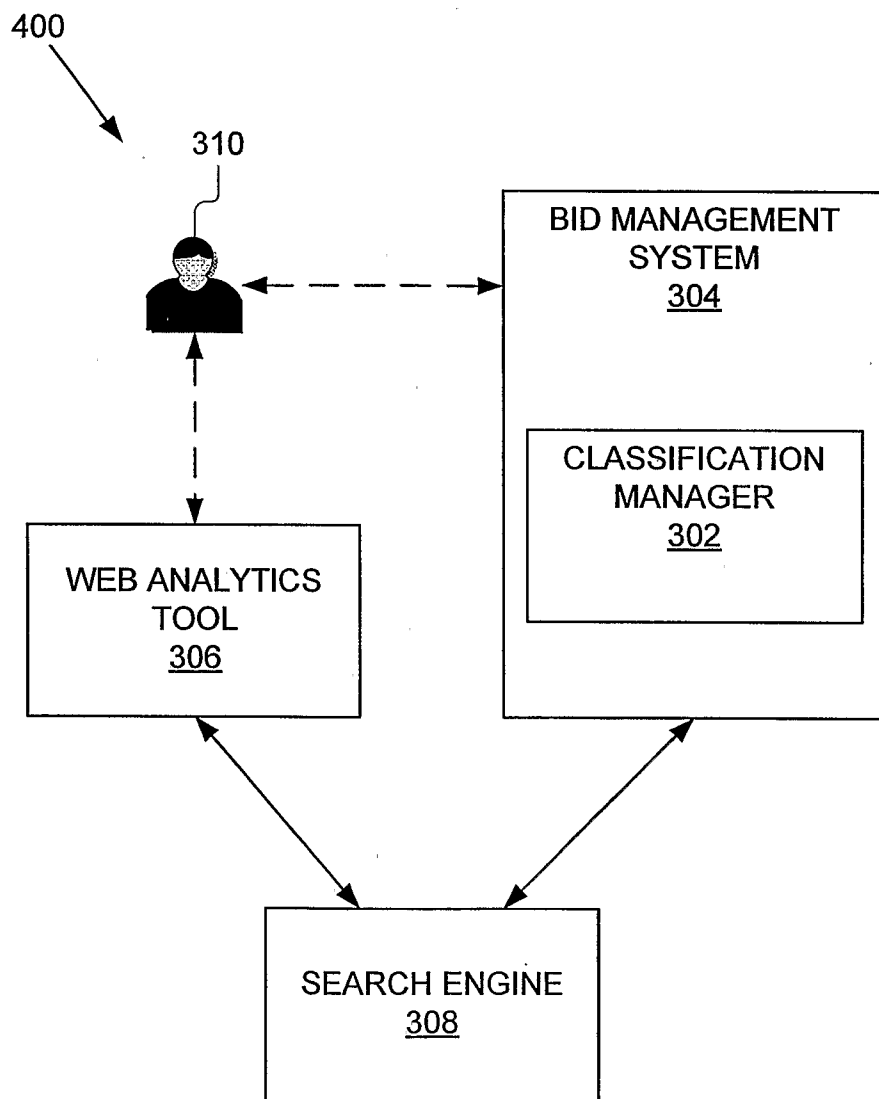 400
310
BID MANAGEMENT
SYSTEM
304
CLASSIFICATION
MANAGER
302
WEB ANALYTICS
TOOL
306
SEARCH ENGINE
308